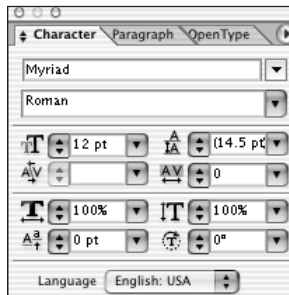 Character Paragraph OpenType
Myriad
Roman
12 pt (14.5 pt
0
100% 100%
0 pt 0°
Language English: USA